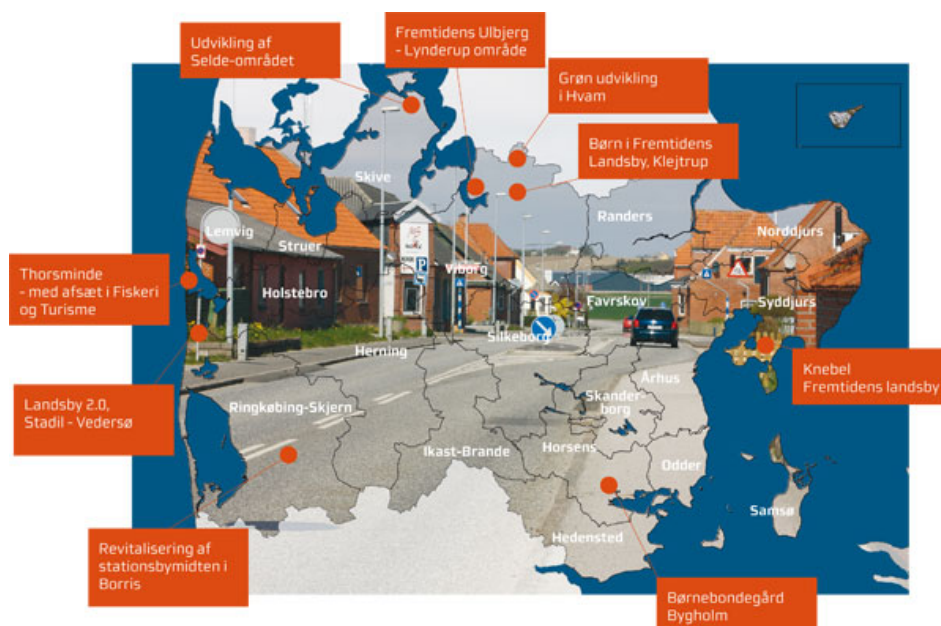 Udvikling af
Selde-området
Fremtidens Ulbjerg
- Lynderup område
Grøn udvikling
i Hvam
Børn i Fremtidens
Landsby, Klejtrup
Skive
Lemvig
Struer
Randers
Norddjurs
Viborg
P
Thorsminde
- med afsæt i Fiskeri
og Turisme
Holstebro
Favrskov
Syddjurs
Silkeborg
Herning
Knebel
Fremtidens landsby
Århus
Landsby 2.0,
Stadil - Vedersø
Ringkøbing-Skjern
Skander-
borg
Ikast-Brande
Horsens
Odder
Samsø
Hedensted
Revitalisering af
stationsbymidten i
Borris
Børnebondegård
Bygholm